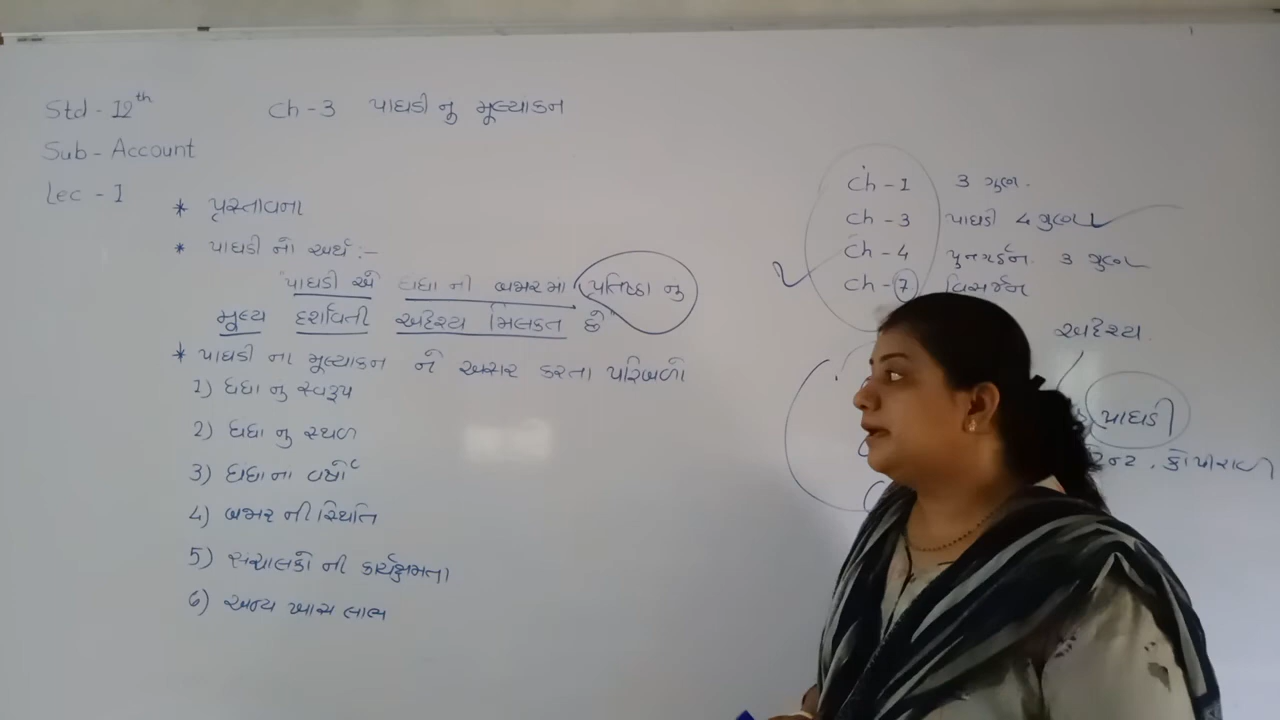 Std - 12th
Sub - Account
Lec - 1
Ch - 3 પાઘડી નું મૂલ્યાંકન
* પ્રસ્તાવના
* પાઘડી નો અર્થ :-
"પાઘડી એ ધંધા ની બજારમાં પ્રતિષ્ઠા નુ
મૂલ્ય દર્શાવતી અદ્રશ્ય મિલકત છે"
* પાઘડી ના મૂલ્યાકન ને અસર કરતા પરિબળો
1) ધંધા નુ સ્વરૂપ
2) ધંધા નુ સ્થળ
3) ધંધાના વર્ષો
4) બજાર ની સ્થિતિ
5) સંચાલકો ની કાર્યક્ષમતા
6) અન્ય ખાસ લાભ
Ch - 1 3 ગુણ.
Ch - 3 પાઘડી 4 ગુણ
Ch - 4 પુનગઠન 3 ગુણ
Ch - 7 વિસર્જન
અદ્રશ્ય
પાઘડી